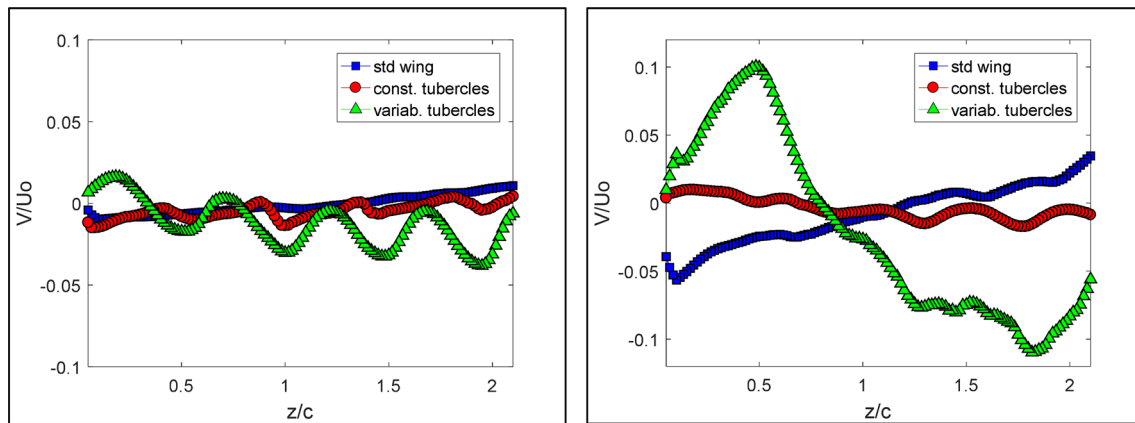 0.1
0.05
0
-0.05
-0.1
V/Uo
0.5
1
1.5
2
z/c
std wing
const. tubercles
variab. tubercles
0.1
0.05
0
-0.05
-0.1
V/Uo
0.5
1
1.5
2
z/c
std wing
const. tubercles
variab. tubercles